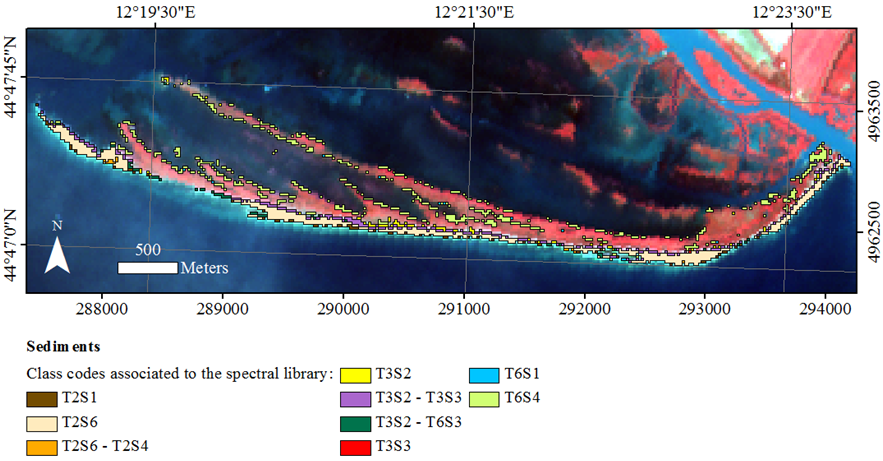 12°19'30"E 12°21'30"E 12°23'30"E
44°47'45"N
44°47'0"N
4963500
4962500
N
500
Meters
288000 289000 290000 291000 292000 293000 294000
Sediments
Class codes associated to the spectral library:
T2S1
T2S6
T2S6 - T2S4
T3S2
T3S2 - T3S3
T3S2 - T6S3
T3S3
T6S1
T6S4